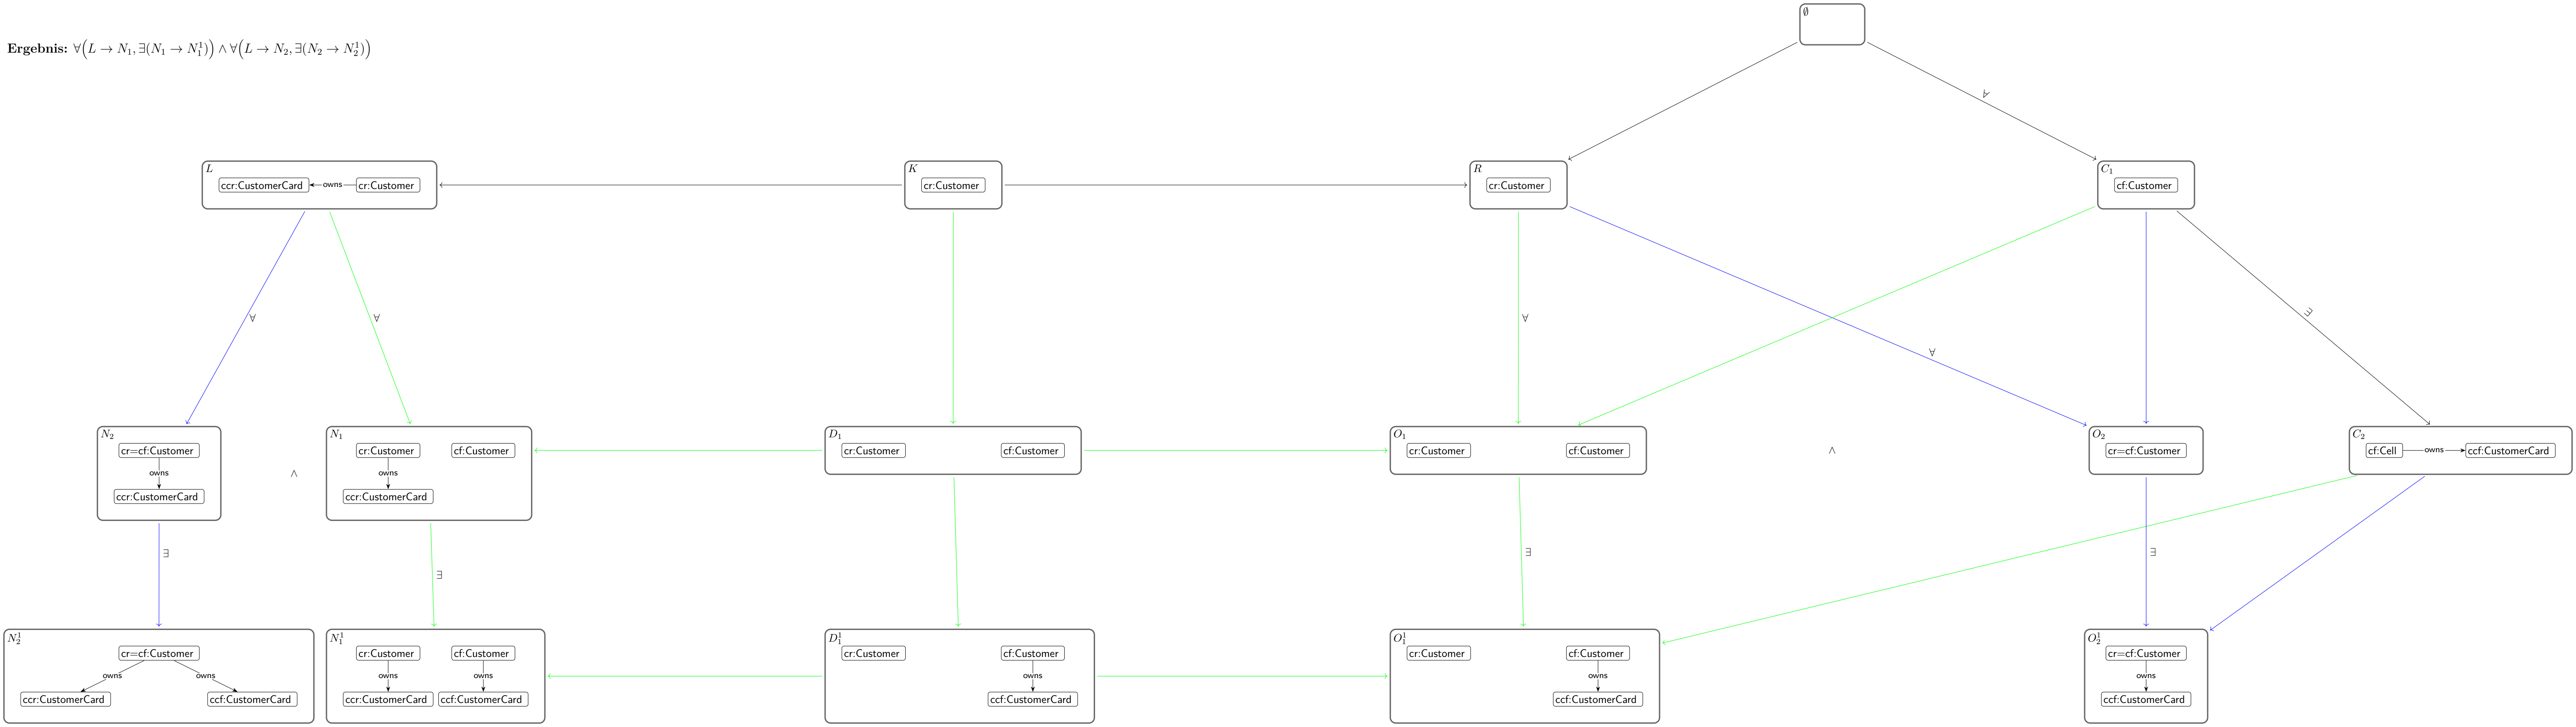 ∅
Ergebnis: ∀(L → N₁, ∃(N₁ → N₁¹)) ∧ ∀(L → N₂, ∃(N₂ → N₂¹))
∀
L
ccr:CustomerCard owns cr:Customer
K
cr:Customer
R
cr:Customer
C₁
cf:Customer
∀
∀
∀
∀
∃
N₂
cr=cf:Customer
owns
ccr:CustomerCard
∧
N₁
cr:Customer cf:Customer
owns
ccr:CustomerCard
D₁
cr:Customer cf:Customer
O₁
cr:Customer cf:Customer
∧
O₂
cr=cf:Customer
C₂
cf:Cell owns ccf:CustomerCard
∃
∃
∃
∃
N₂¹
cr=cf:Customer
owns owns
ccr:CustomerCard ccf:CustomerCard
N₁¹
cr:Customer cf:Customer
owns owns
ccr:CustomerCard ccf:CustomerCard
D₁¹
cr:Customer cf:Customer
owns
ccf:CustomerCard
O₁¹
cr:Customer cf:Customer
owns
ccf:CustomerCard
O₂¹
cr=cf:Customer
owns
ccf:CustomerCard